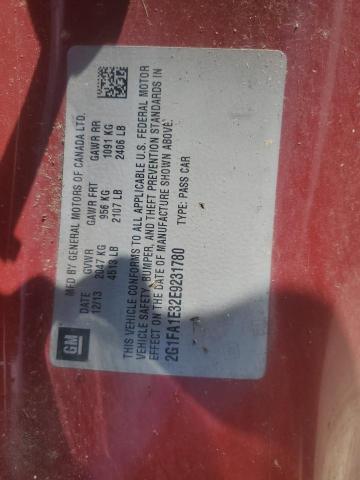 MFD BY GENERAL MOTORS OF CANADA LTD.
DATE GVWR GAWR FRT GAWR RR
12/13 2047 KG 956 KG 1091 KG
4513 LB 2107 LB 2406 LB
THIS VEHICLE CONFORMS TO ALL APPLICABLE U.S. FEDERAL MOTOR
VEHICLE SAFETY, BUMPER, AND THEFT PREVENTION STANDARDS IN
EFFECT ON THE DATE OF MANUFACTURE SHOWN ABOVE.
2G1FA1E32E9231780 TYPE: PASS CAR
GM